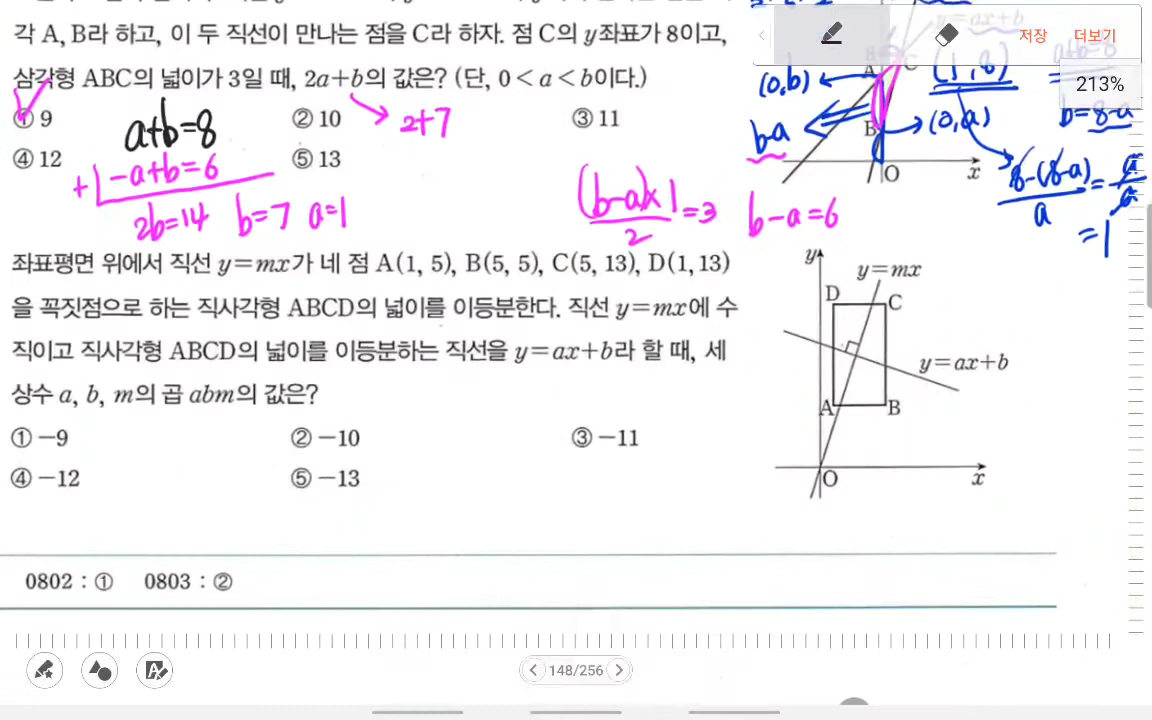 각 A, B라 하고, 이 두 직선이 만나는 점을 C라 하자. 점 C의 y좌표가 8이고,
삼각형 ABC의 넓이가 3일 때, 2a+b의 값은? (단, 0<a<b이다.)
① 9
② 10
③ 11
④ 12
⑤ 13
a+b=8
+) -a+b=6
2b=14 b=7 a=1
2+7
(b-a)×1/2=3
b-a=6
y=ax+b
저장
더보기
213%
A
C
B
O
x
(0,b)
(1,8)
(0,a)
b-a
a+b=8
b=8-a
8-(8-a)/a=a/a
=1
좌표평면 위에서 직선 y=mx가 네 점 A(1, 5), B(5, 5), C(5, 13), D(1, 13)
을 꼭짓점으로 하는 직사각형 ABCD의 넓이를 이등분한다. 직선 y=mx에 수
직이고 직사각형 ABCD의 넓이를 이등분하는 직선을 y=ax+b라 할 때, 세
상수 a, b, m의 곱 abm의 값은?
① -9
② -10
③ -11
④ -12
⑤ -13
y
y=mx
D
C
y=ax+b
A
B
O
x
0802 : ① 0803 : ②
148/256